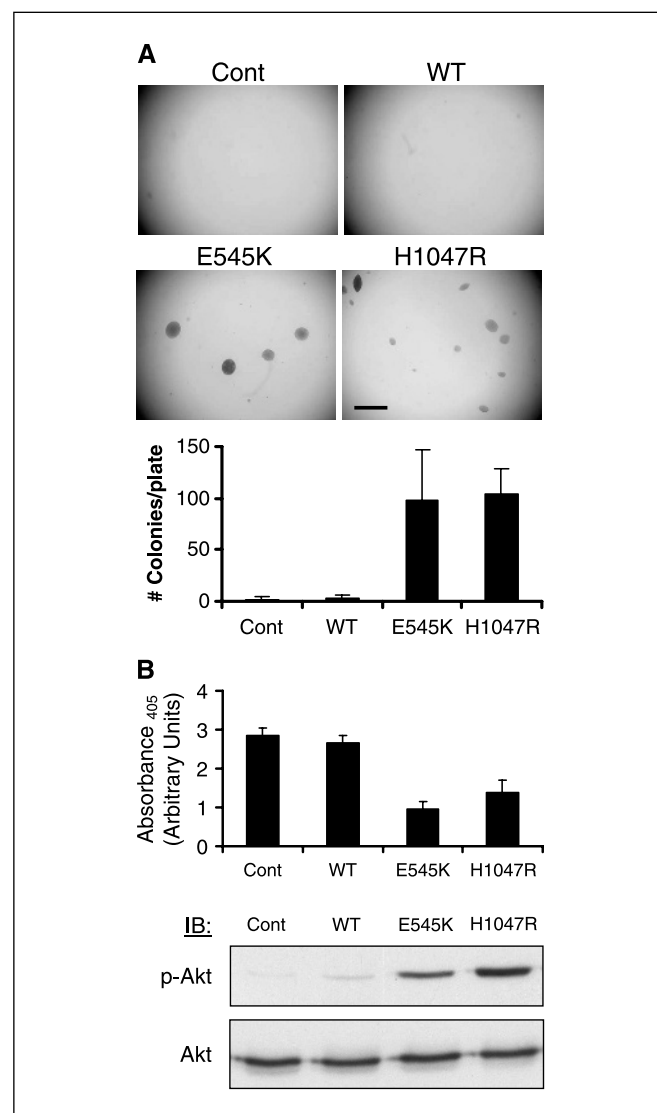 A
Cont WT
E545K H1047R
# Colonies/plate
150
100
50
0
Cont WT E545K H1047R
B
Absorbance 405
(Arbitrary Units)
4
3
2
1
0
Cont WT E545K H1047R
IB: Cont WT E545K H1047R
p-Akt
Akt